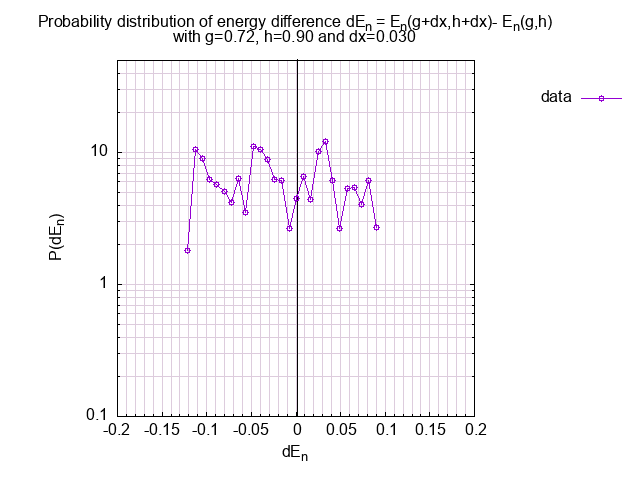 Probability distribution of energy difference dEn = En(g+dx,h+dx)- En(g,h)
with g=0.72, h=0.90 and dx=0.030
data
10
1
0.1
P(dEn)
-0.2 -0.15 -0.1 -0.05 0 0.05 0.1 0.15 0.2
dEn